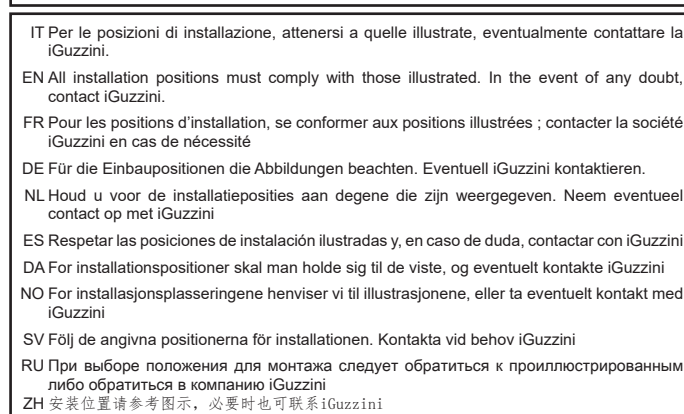 IT Per le posizioni di installazione, attenersi a quelle illustrate, eventualmente contattare la
iGuzzini.
EN All installation positions must comply with those illustrated. In the event of any doubt,
contact iGuzzini.
FR Pour les positions d'installation, se conformer aux positions illustrées ; contacter la société
iGuzzini en cas de nécessité
DE Für die Einbaupositionen die Abbildungen beachten. Eventuell iGuzzini kontaktieren.
NL Houd u voor de installatieposities aan degene die zijn weergegeven. Neem eventueel
contact op met iGuzzini
ES Respetar las posiciones de instalación ilustradas y, en caso de duda, contactar con iGuzzini
DA For installationspositioner skal man holde sig til de viste, og eventuelt kontakte iGuzzini
NO For installasjonsplasseringene henviser vi til illustrasjonene, eller ta eventuelt kontakt med
iGuzzini
SV Följ de angivna positionerna för installationen. Kontakta vid behov iGuzzini
RU При выборе положения для монтажа следует обратиться к проиллюстрированным
либо обратиться в компанию iGuzzini
ZH 安装位置请参考图示，必要时也可联系iGuzzini